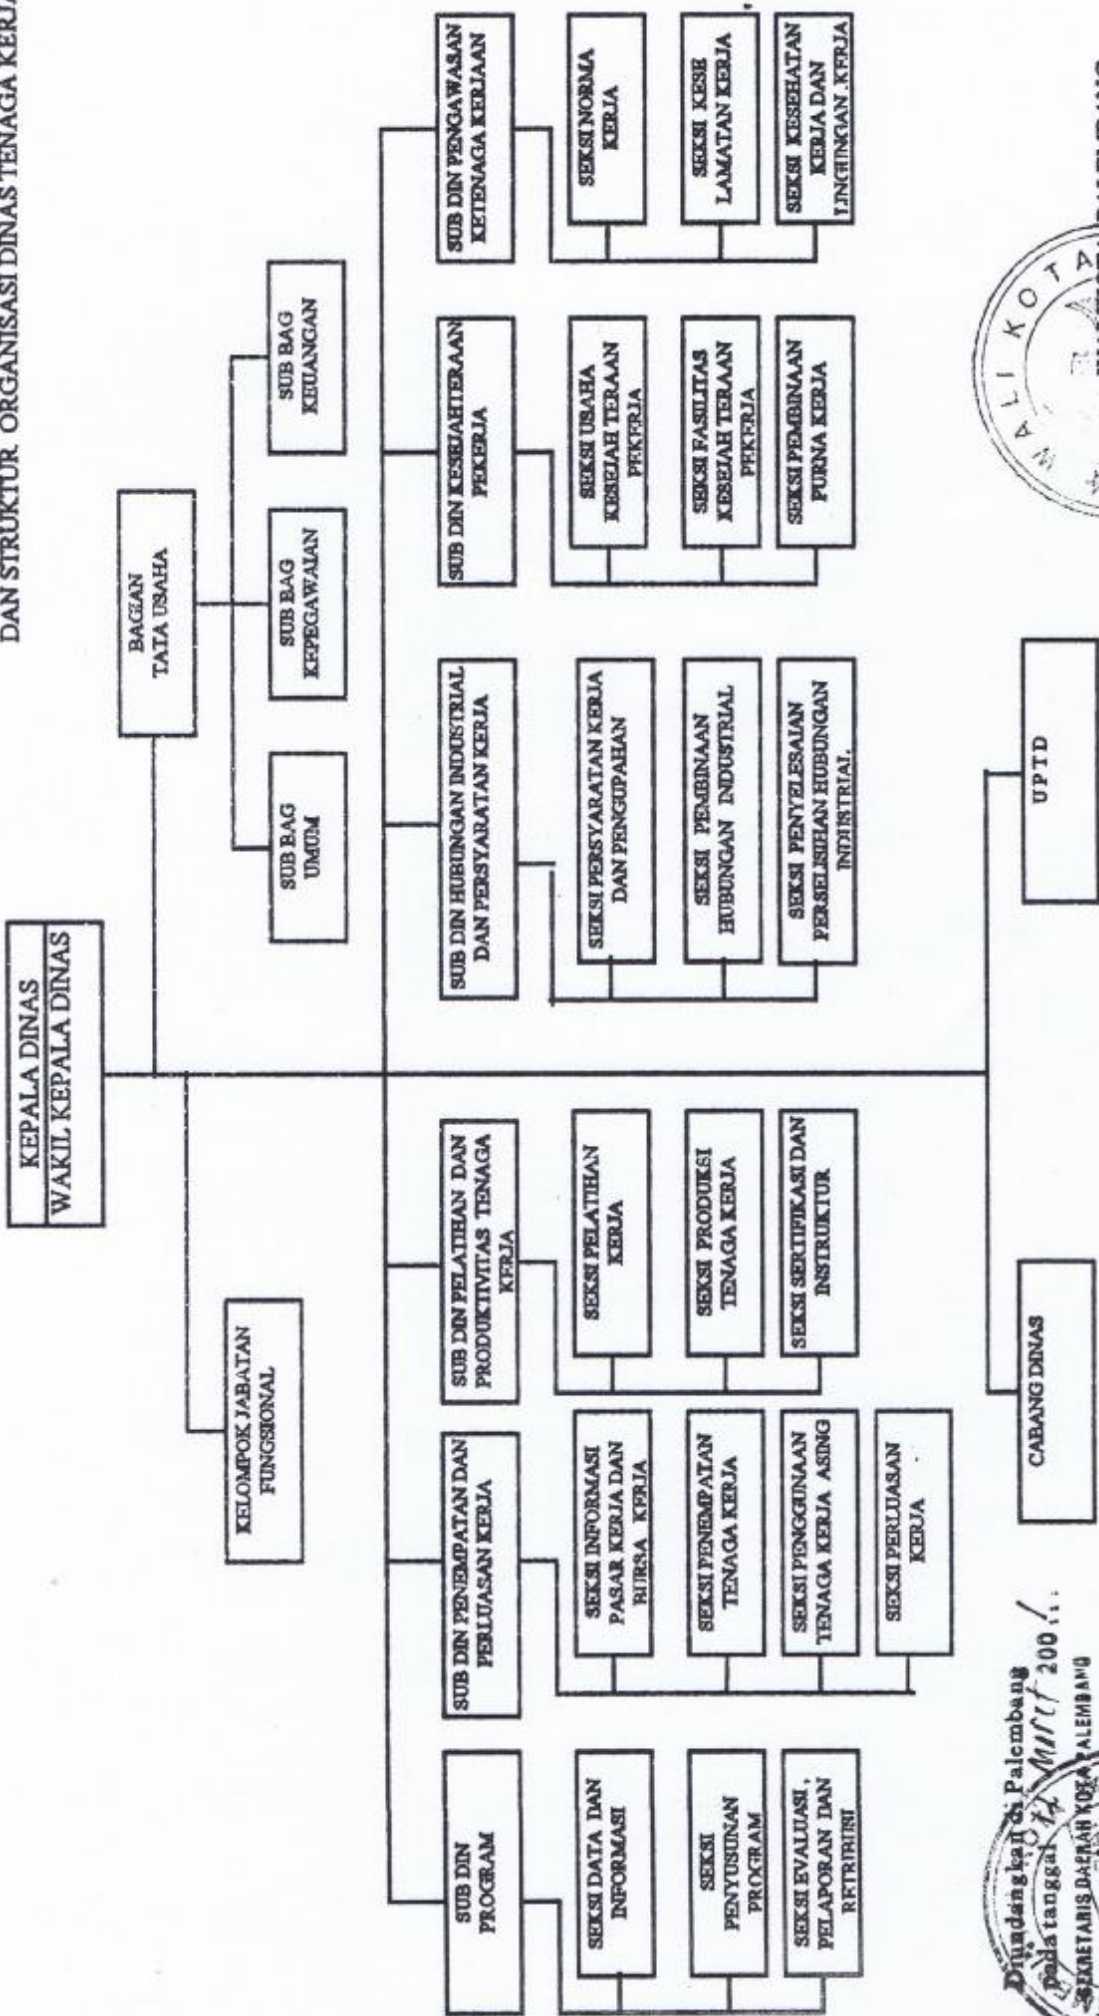 DAN STRUKTUR ORGANISASI DINAS TENAGA KERJA
KEPALA DINAS
WAKIL KEPALA DINAS
BAGIAN
TATA USAHA
KELOMPOK JABATAN
FUNGSIONAL
SUB BAG
UMUM
SUB BAG
KEPEGAWAIAN
SUB BAG
KEUANGAN
SUB DIN
PROGRAM
SEKSI DATA DAN
INFORMASI
SEKSI
PENYUSUNAN
PROGRAM
SEKSI EVALUASI,
PELAPORAN DAN
RETRIBUSI
SUB DIN PENEMPATAN DAN
PERLUASAN KERJA
SEKSI INFORMASI
PASAR KERJA DAN
BURSA KERJA
SEKSI PENEMPATAN
TENAGA KERJA
SEKSI PENGGUNAAN
TENAGA KERJA ASING
SEKSI PERLUASAN
KERJA
SUB DIN PELATIHAN DAN
PRODUKTIVITAS TENAGA
KERJA
SEKSI PELATIHAN
KERJA
SEKSI PRODUKSI
TENAGA KERJA
SEKSI SERTIFIKASI DAN
INSTRUKTUR
SUB DIN HUBUNGAN INDUSTRIAL
DAN PERSYARATAN KERJA
SEKSI PERSYARATAN KERJA
DAN PENGUPAHAN
SEKSI PEMBINAAN
HUBUNGAN INDUSTRIAL
SEKSI PENYELESAIAN
PERSELISIHAN HUBUNGAN
INDUSTRIAL
SUB DIN KESEJAHTERAAN
PEKERJA
SEKSI USAHA
KESEJAH TERAAN
PEKERJA
SEKSI FASILITAS
KESEJAH TERAAN
PEKERJA
SEKSI PEMBINAAN
PURNA KERJA
SUB DIN PENGAWASAN
KETENAGA KERJAAN
SEKSI NORMA
KERJA
SEKSI KESE
LAMATAN KERJA
SEKSI KESEHATAN
KERJA DAN
LINGKUNGAN KERJA
CABANG DINAS
UPTD
Diundangkan di Palembang
pada tanggal
SEKRETARIS DAERAH KOTA PALEMBANG
WALI KOTA